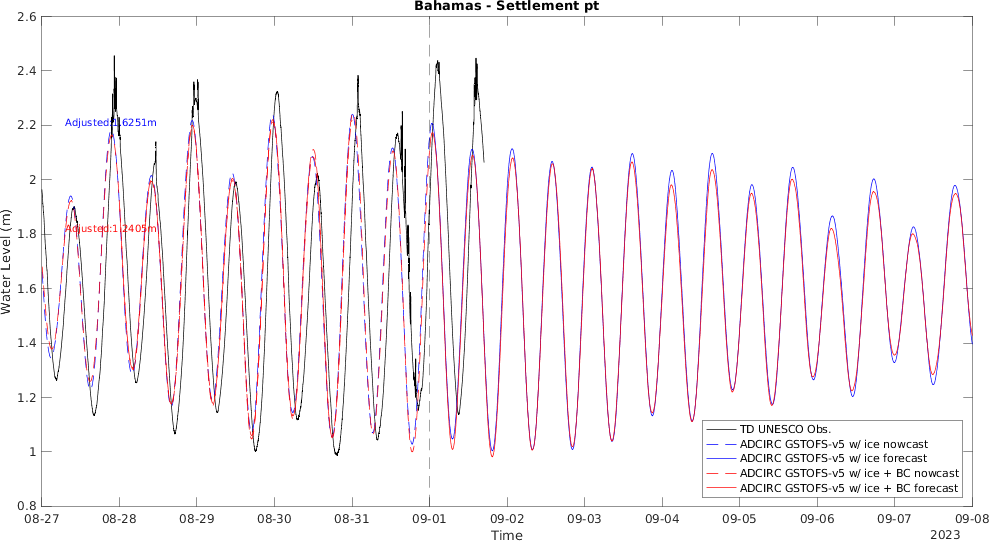 Bahamas - Settlement pt
2.6
2.4
2.2
2
1.8
1.6
1.4
1.2
1
0.8
Water Level (m)
Adjusted:1.6251m
Adjusted:1.2405m
TD UNESCO Obs.
ADCIRC GSTOFS-v5 w/ ice nowcast
ADCIRC GSTOFS-v5 w/ ice forecast
ADCIRC GSTOFS-v5 w/ ice + BC nowcast
ADCIRC GSTOFS-v5 w/ ice + BC forecast
08-27 08-28 08-29 08-30 08-31 09-01 09-02 09-03 09-04 09-05 09-06 09-07 09-08
Time
2023